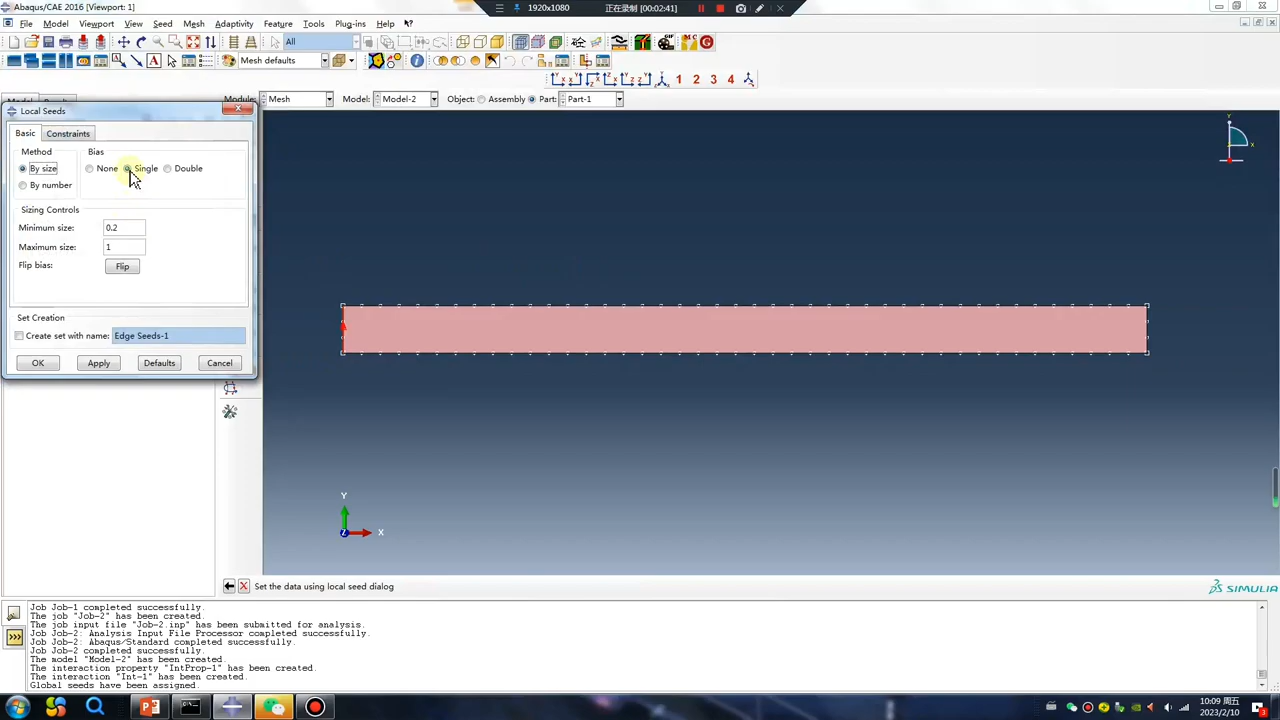 Abaqus/CAE 2016 [Viewport: 1]
1920x1080
正在录制 [00:02:41]
File Model Viewport View Seed Mesh Adaptivity Feature Tools Plug-ins Help
All
Mesh defaults
1 2 3 4
Module: Mesh Model: Model-2 Object: Assembly Part: Part-1
Local Seeds
Basic Constraints
Method Bias
By size None Single Double
By number
Sizing Controls
Minimum size: 0.2
Maximum size: 1
Flip bias: Flip
Set Creation
Create set with name: Edge Seeds-1
OK Apply Defaults Cancel
Y
X
Y
X
Z
Set the data using local seed dialog
SIMULIA
Job Job-1 completed successfully.
The job "Job-2" has been created.
The job input file "Job-2.inp" has been submitted for analysis.
Job Job-2: Analysis Input File Processor completed successfully.
Job Job-2: Abaqus/Standard completed successfully.
Job Job-2 completed successfully.
The model "Model-2" has been created.
The interaction property "IntProp-1" has been created.
The interaction "Int-1" has been created.
Global seeds have been assigned.
10:09 周五
2023/2/10